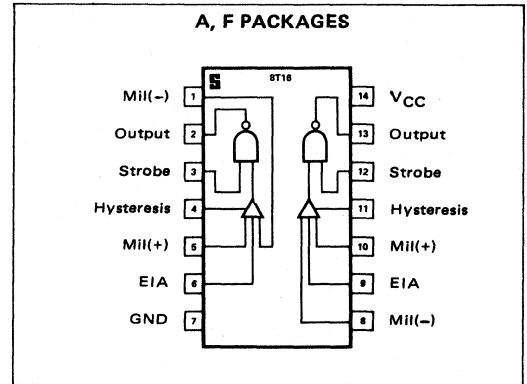 A, F PACKAGES
8T16
Mil(-) 1
Output 2
Strobe 3
Hysteresis 4
Mil(+) 5
EIA 6
GND 7
14 VCC
13 Output
12 Strobe
11 Hysteresis
10 Mil(+)
9 EIA
8 Mil(-)